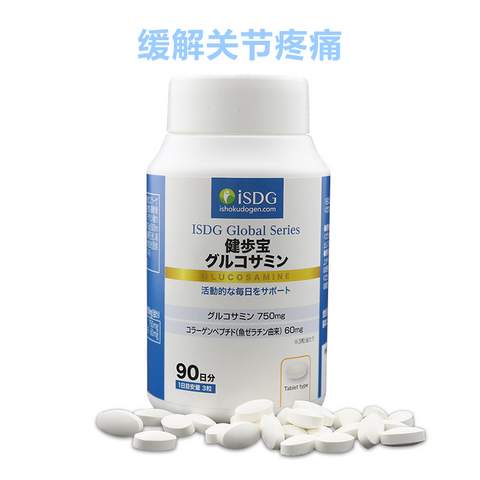 缓解关节疼痛
iSDG
ishokudogen.com
ISDG Global Series
健歩宝
グルコサミン
GLUCOSAMINE
活動的な毎日をサポート
グルコサミン 750mg
コラーゲンペプチド(魚ゼラチン由来) 60mg
90日分
1日目安量 3粒
Tablet type